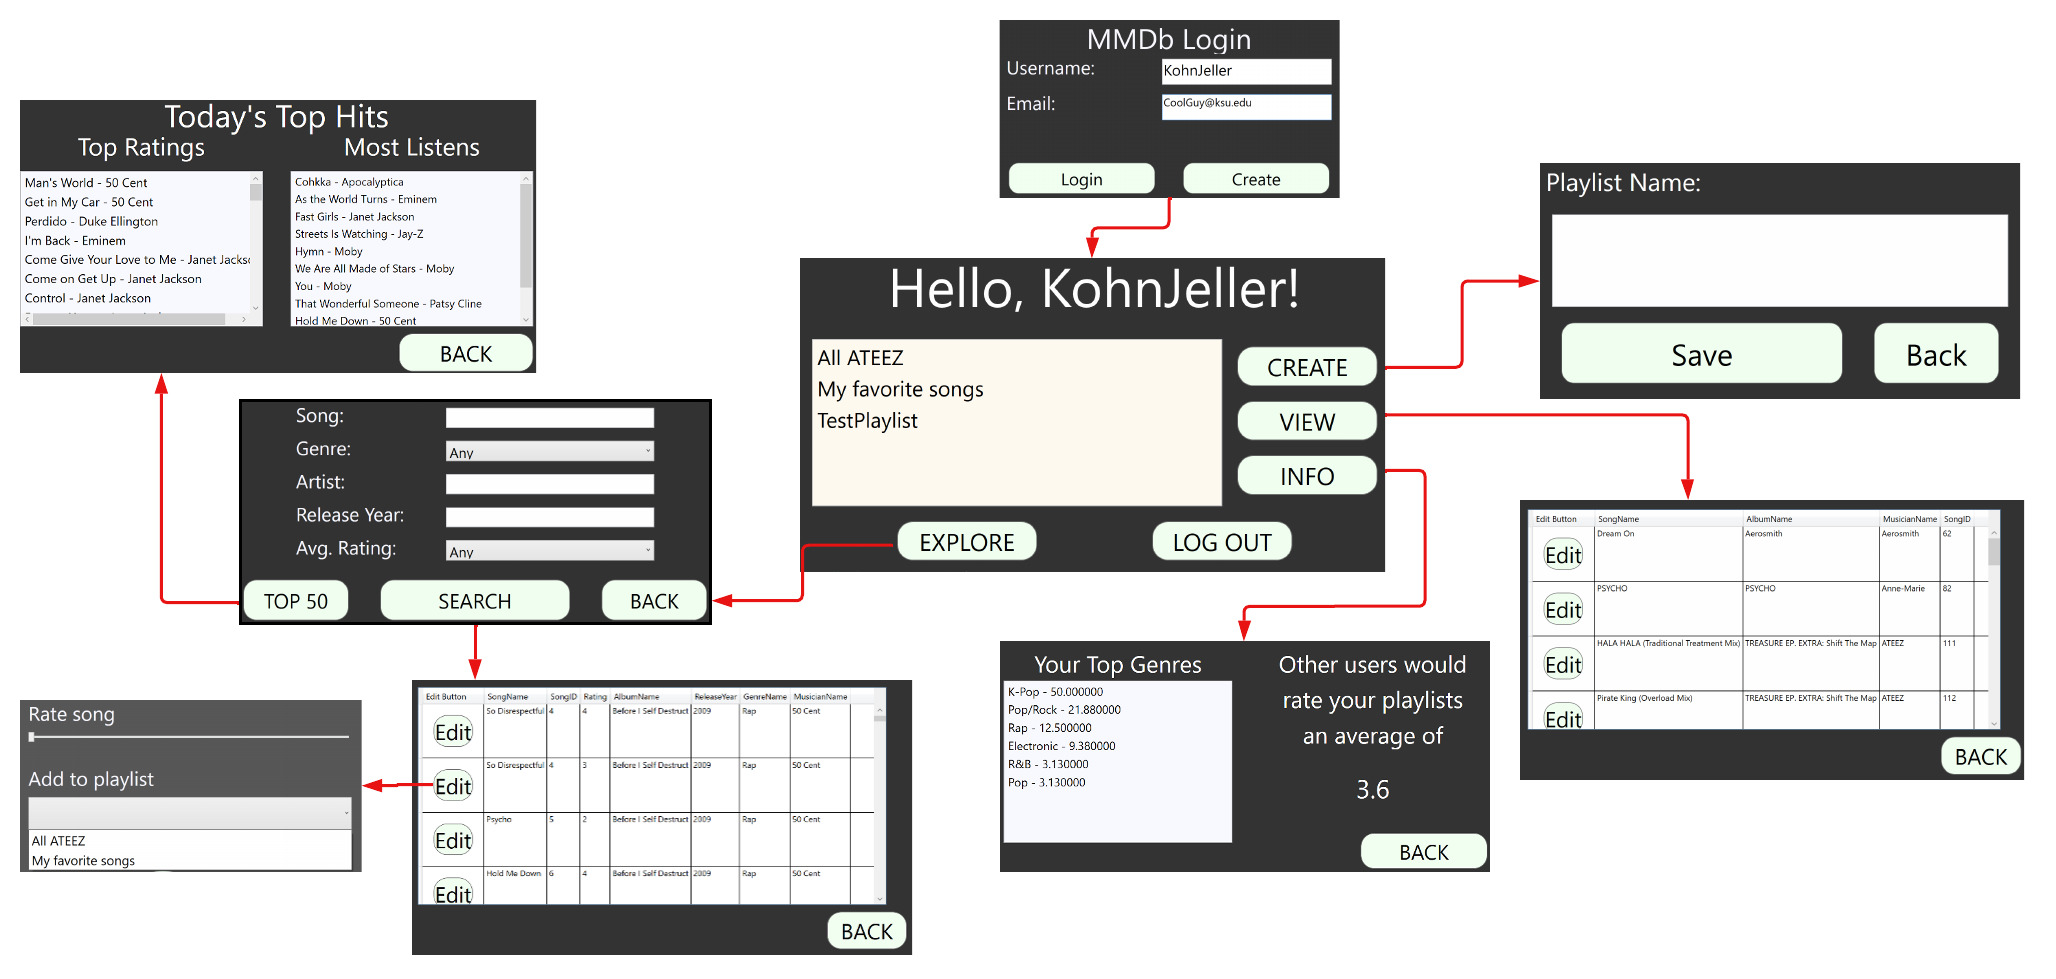 MMDb Login
Username:
KohnJeller
Email:
CoolGuy@ksu.edu
Login
Create
Today's Top Hits
Top Ratings
Most Listens
Man's World - 50 Cent
Get in My Car - 50 Cent
Perdido - Duke Ellington
I'm Back - Eminem
Come Give Your Love to Me - Janet Jackso
Come on Get Up - Janet Jackson
Control - Janet Jackson
Cohkka - Apocalyptica
As the World Turns - Eminem
Fast Girls - Janet Jackson
Streets Is Watching - Jay-Z
Hymn - Moby
We Are All Made of Stars - Moby
You - Moby
That Wonderful Someone - Patsy Cline
Hold Me Down - 50 Cent
BACK
Playlist Name:
Save
Back
Hello, KohnJeller!
All ATEEZ
My favorite songs
TestPlaylist
CREATE
VIEW
INFO
EXPLORE
LOG OUT
Song:
Genre:
Any
Artist:
Release Year:
Avg. Rating:
Any
TOP 50
SEARCH
BACK
Edit Button SongName AlbumName MusicianName SongID
Edit Dream On Aerosmith Aerosmith 62
Edit PSYCHO PSYCHO Anne-Marie 82
Edit HALA HALA (Traditional Treatment Mix) TREASURE EP. EXTRA: Shift The Map ATEEZ 111
Edit Pirate King (Overload Mix) TREASURE EP. EXTRA: Shift The Map ATEEZ 112
BACK
Your Top Genres
K-Pop - 50.000000
Pop/Rock - 21.880000
Rap - 12.500000
Electronic - 9.380000
R&B - 3.130000
Pop - 3.130000
Other users would
rate your playlists
an average of
3.6
BACK
Edit Button SongName SongID Rating AlbumName ReleaseYear GenreName MusicianName
Edit So Disrespectful 4 4 Before I Self Destruct 2009 Rap 50 Cent
Edit So Disrespectful 4 3 Before I Self Destruct 2009 Rap 50 Cent
Edit Psycho 5 2 Before I Self Destruct 2009 Rap 50 Cent
Edit Hold Me Down 6 4 Before I Self Destruct 2009 Rap 50 Cent
BACK
Rate song
Add to playlist
All ATEEZ
My favorite songs